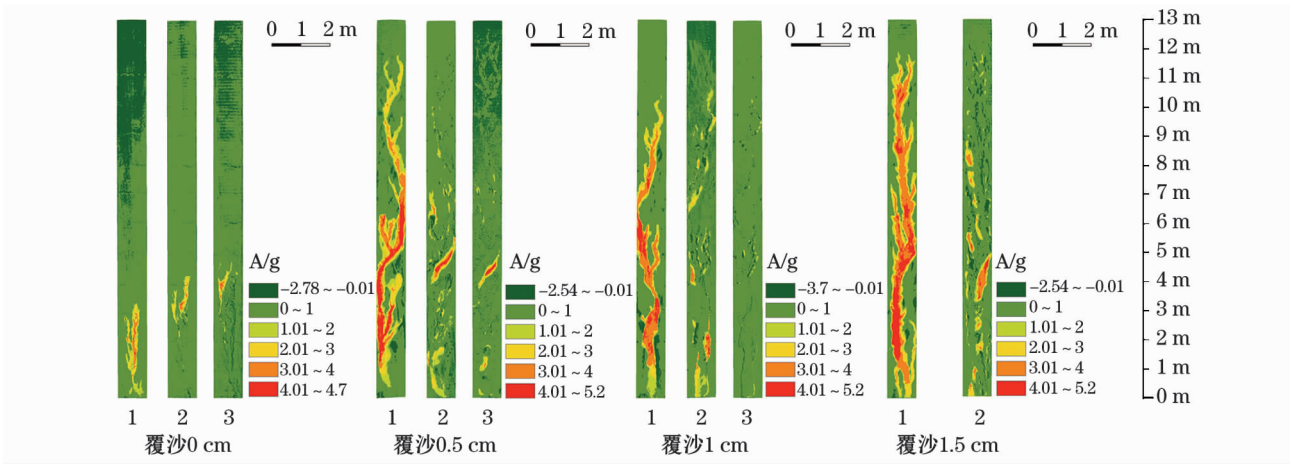 0 1 2 m
0 1 2 m
0 1 2 m
0 1 2 m
13 m
12 m
11 m
10 m
9 m
8 m
7 m
6 m
5 m
4 m
3 m
2 m
1 m
0 m
A/g
−2.78 ~ −0.01
0 ~ 1
1.01 ~ 2
2.01 ~ 3
3.01 ~ 4
4.01 ~ 4.7
A/g
−2.54 ~ −0.01
0 ~ 1
1.01 ~ 2
2.01 ~ 3
3.01 ~ 4
4.01 ~ 5.2
A/g
−3.7 ~ −0.01
0 ~ 1
1.01 ~ 2
2.01 ~ 3
3.01 ~ 4
4.01 ~ 5.2
A/g
−2.54 ~ −0.01
0 ~ 1
1.01 ~ 2
2.01 ~ 3
3.01 ~ 4
4.01 ~ 5.2
1 2 3
覆沙0 cm
1 2 3
覆沙0.5 cm
1 2 3
覆沙1 cm
1 2
覆沙1.5 cm